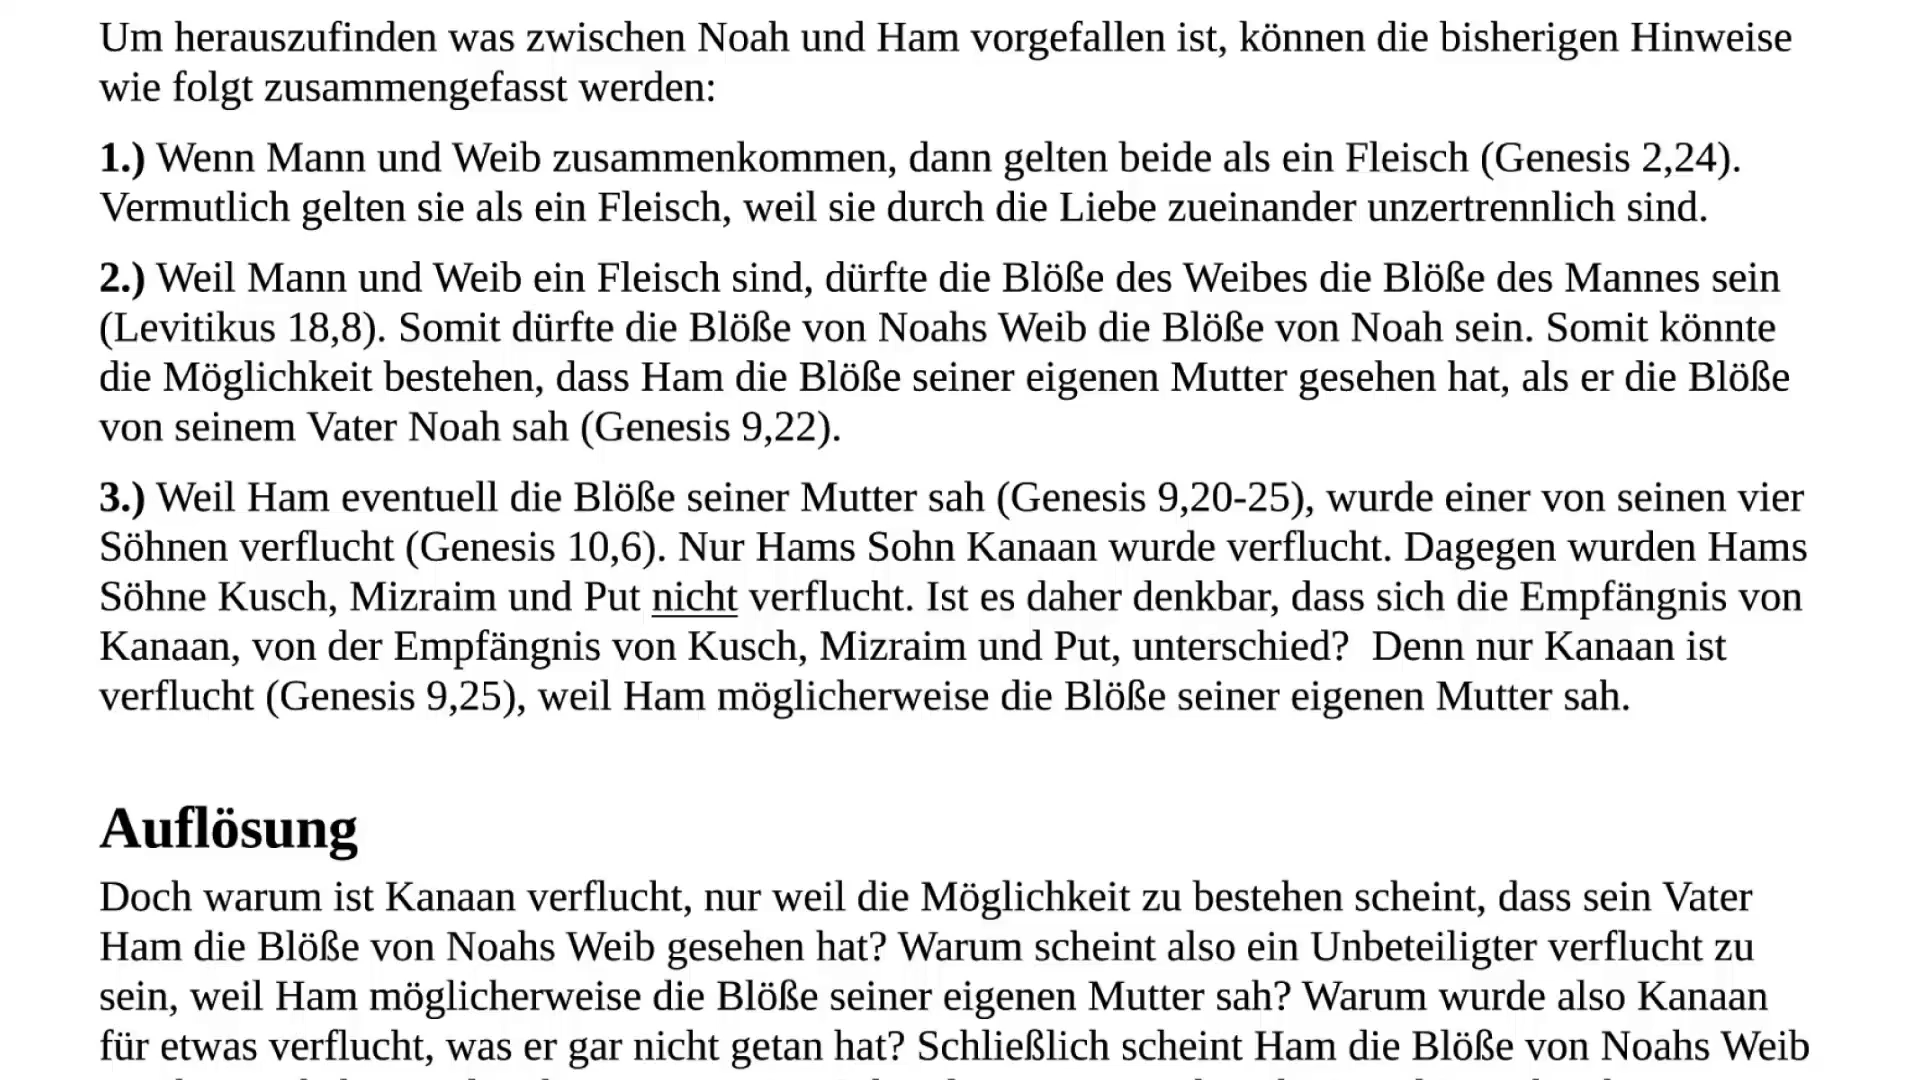 Um herauszufinden was zwischen Noah und Ham vorgefallen ist, können die bisherigen Hinweise
wie folgt zusammengefasst werden:
1.) Wenn Mann und Weib zusammenkommen, dann gelten beide als ein Fleisch (Genesis 2,24).
Vermutlich gelten sie als ein Fleisch, weil sie durch die Liebe zueinander unzertrennlich sind.
2.) Weil Mann und Weib ein Fleisch sind, dürfte die Blöße des Weibes die Blöße des Mannes sein
(Levitikus 18,8). Somit dürfte die Blöße von Noahs Weib die Blöße von Noah sein. Somit könnte
die Möglichkeit bestehen, dass Ham die Blöße seiner eigenen Mutter gesehen hat, als er die Blöße
von seinem Vater Noah sah (Genesis 9,22).
3.) Weil Ham eventuell die Blöße seiner Mutter sah (Genesis 9,20-25), wurde einer von seinen vier
Söhnen verflucht (Genesis 10,6). Nur Hams Sohn Kanaan wurde verflucht. Dagegen wurden Hams
Söhne Kusch, Mizraim und Put nicht verflucht. Ist es daher denkbar, dass sich die Empfängnis von
Kanaan, von der Empfängnis von Kusch, Mizraim und Put, unterschied?  Denn nur Kanaan ist
verflucht (Genesis 9,25), weil Ham möglicherweise die Blöße seiner eigenen Mutter sah.
Auflösung
Doch warum ist Kanaan verflucht, nur weil die Möglichkeit zu bestehen scheint, dass sein Vater
Ham die Blöße von Noahs Weib gesehen hat? Warum scheint also ein Unbeteiligter verflucht zu
sein, weil Ham möglicherweise die Blöße seiner eigenen Mutter sah? Warum wurde also Kanaan
für etwas verflucht, was er gar nicht getan hat? Schließlich scheint Ham die Blöße von Noahs Weib